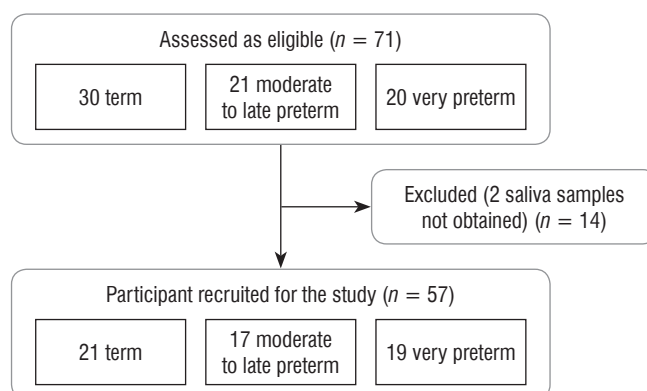 Assessed as eligible (n = 71)
30 term
21 moderate
to late preterm
20 very preterm
Excluded (2 saliva samples
not obtained) (n = 14)
Participant recruited for the study (n = 57)
21 term
17 moderate
to late preterm
19 very preterm